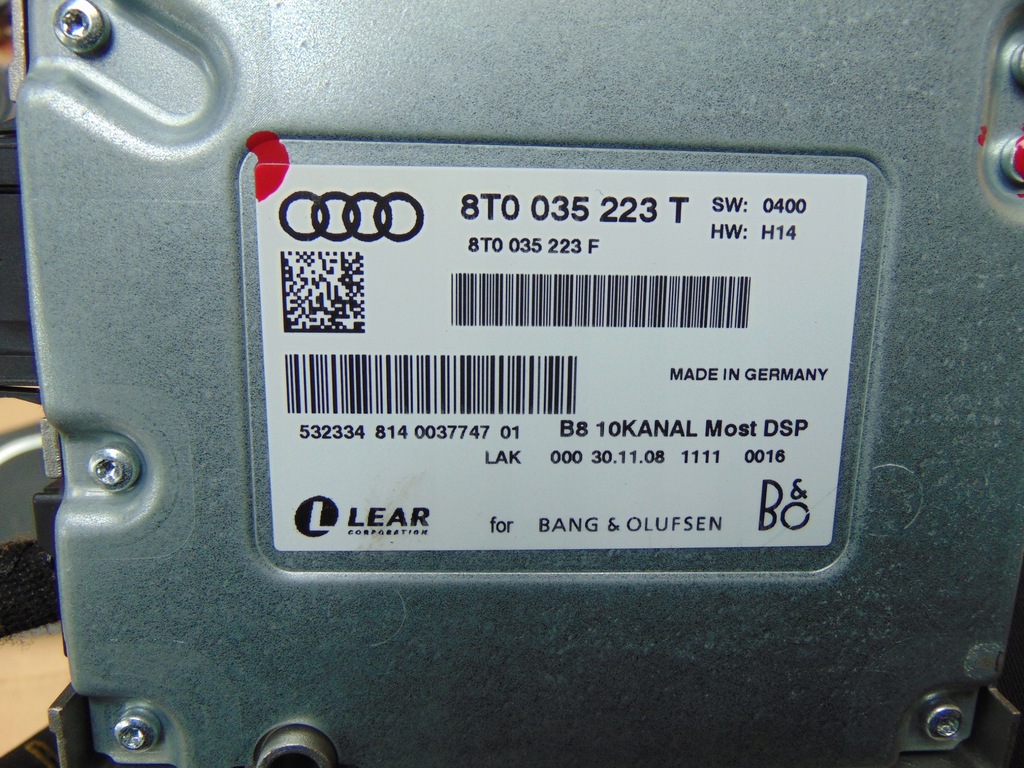 8T0 035 223 T SW: 0400
8T0 035 223 F HW: H14
MADE IN GERMANY
532334 814 0037747 01 B8 10KANAL Most DSP
LAK 000 30.11.08 1111 0016
L LEAR CORPORATION for BANG & OLUFSEN B&O